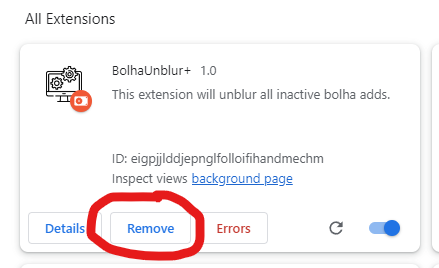 All Extensions
BolhaUnblur+ 1.0
This extension will unblur all inactive bolha adds.
ID: eigpjjlddjepnglfolloifihandmechm
Inspect views background page
Details Remove Errors